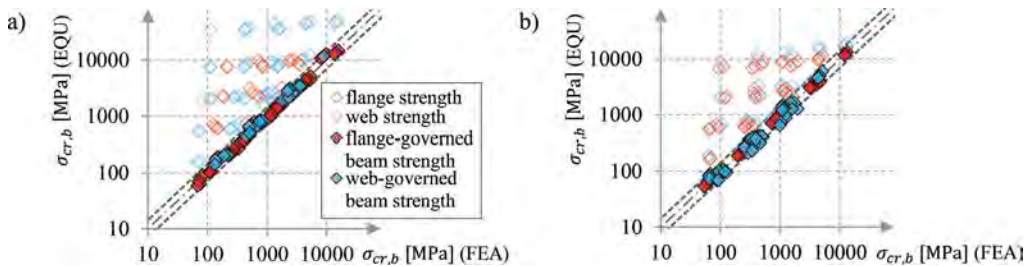 a)
σcr,b [MPa] (EQU)
10000
1000
100
10
10 100 1000 10000 σcr,b [MPa] (FEA)
flange strength
web strength
flange-governed
beam strength
web-governed
beam strength
b)
σcr,b [MPa] (EQU)
10000
1000
100
10
10 100 1000 10000 σcr,b [MPa] (FEA)